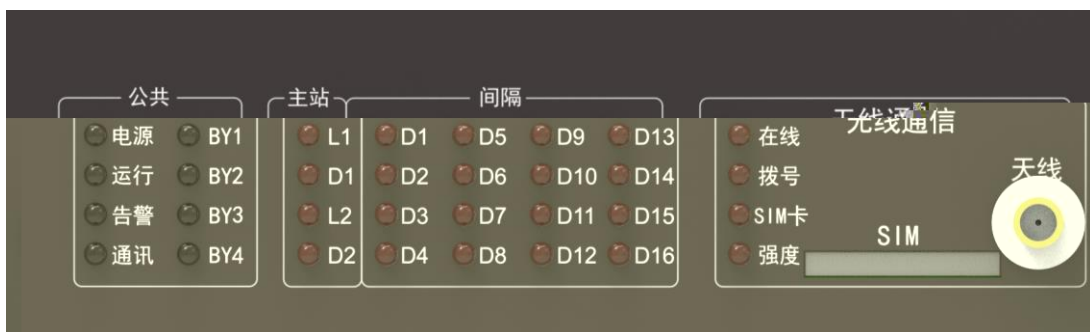 公共
主站
间隔
无线通信
电源 BY1
运行 BY2
告警 BY3
通讯 BY4
L1
D1
L2
D2
D1 D5 D9 D13
D2 D6 D10 D14
D3 D7 D11 D15
D4 D8 D12 D16
在线
拨号
SIM卡
强度
SIM
天线